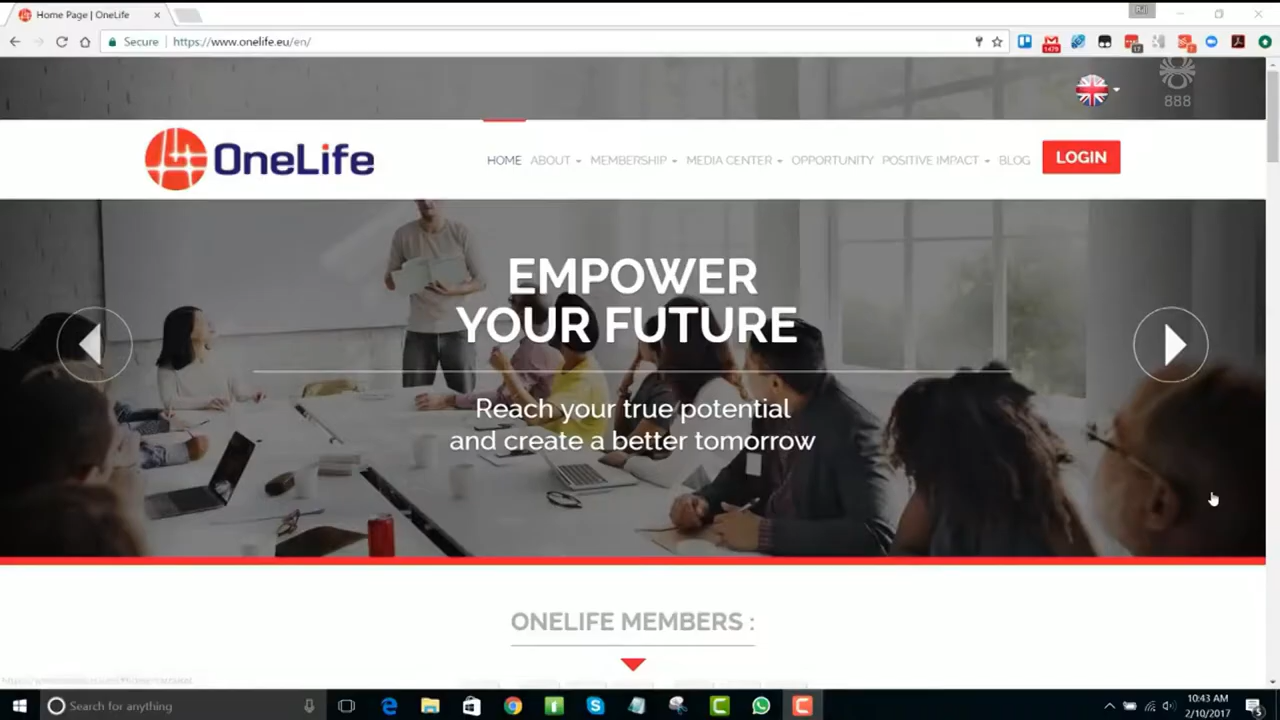 Home Page | OneLife
Secure
https://www.onelife.eu/en/
1479
17
888
OneLife
HOME
ABOUT
MEMBERSHIP
MEDIA CENTER
OPPORTUNITY
POSITIVE IMPACT
BLOG
LOGIN
EMPOWER
YOUR FUTURE
Reach your true potential
and create a better tomorrow
ONELIFE MEMBERS :
Search for anything
10:43 AM
2/10/2017